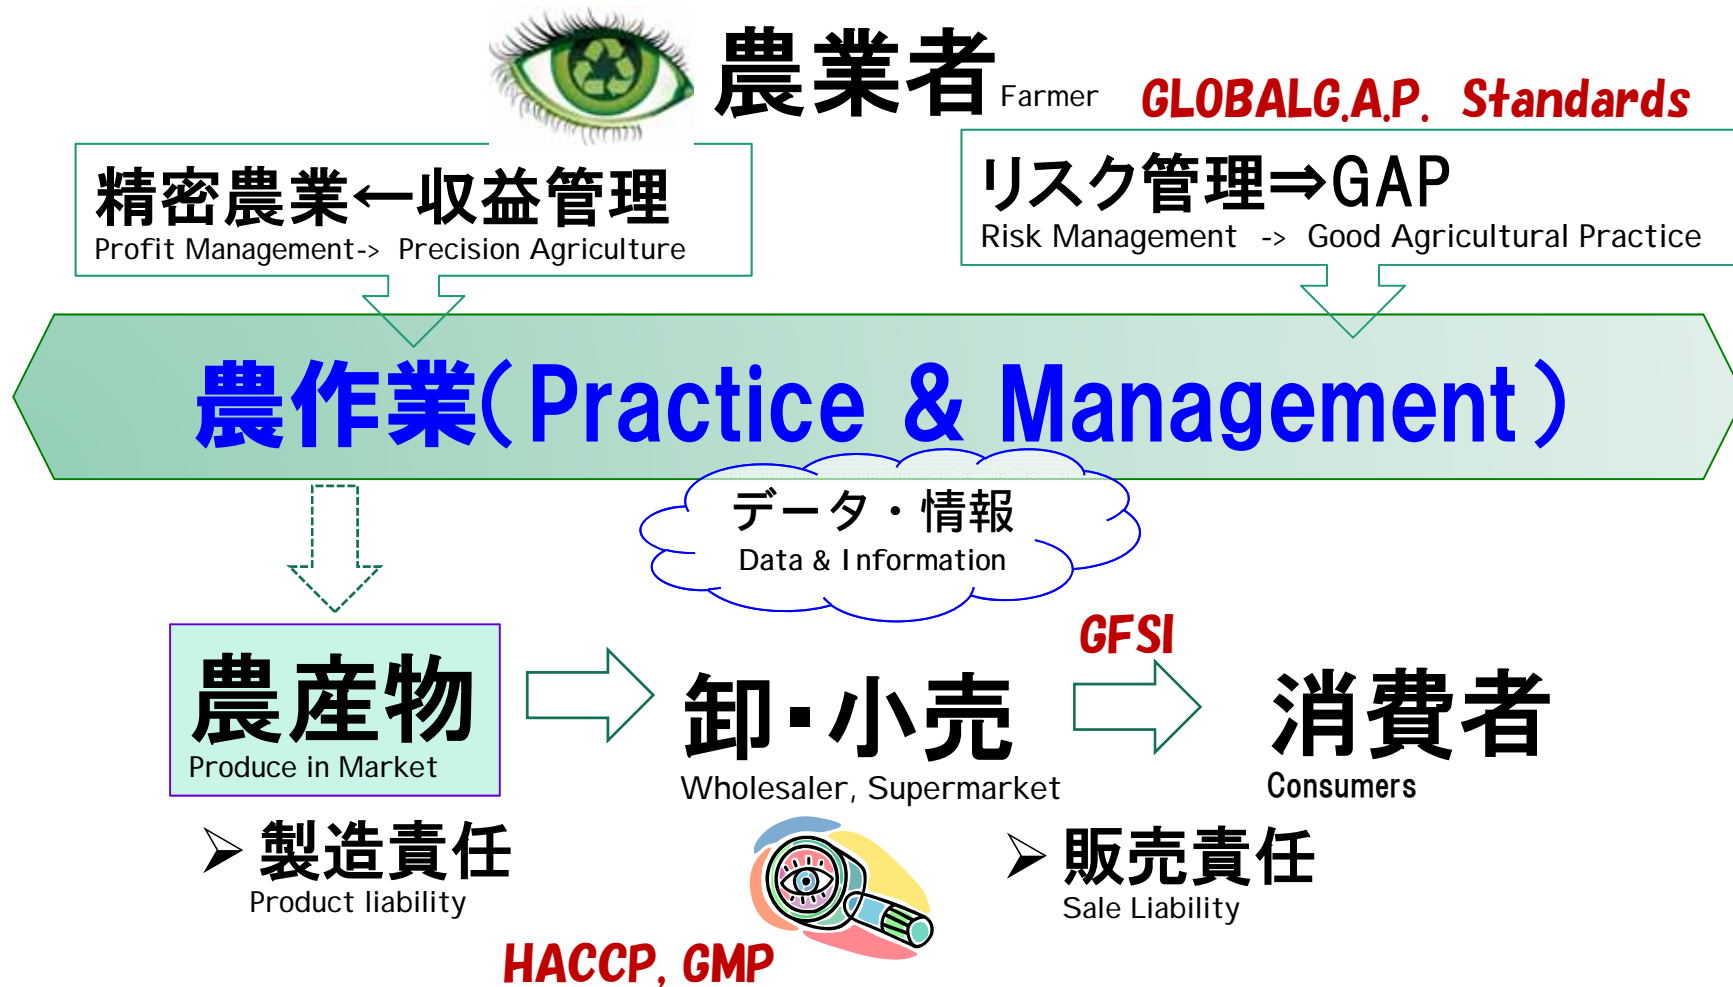 農業者 Farmer GLOBALG.A.P. Standards
精密農業←収益管理
Profit Management-> Precision Agriculture
リスク管理⇒GAP
Risk Management -> Good Agricultural Practice
農作業(Practice & Management)
データ・情報
Data & Information
GFSI
農産物
Produce in Market
卸・小売
Wholesaler, Supermarket
消費者
Consumers
➢ 製造責任
Product liability
➢ 販売責任
Sale Liability
HACCP, GMP